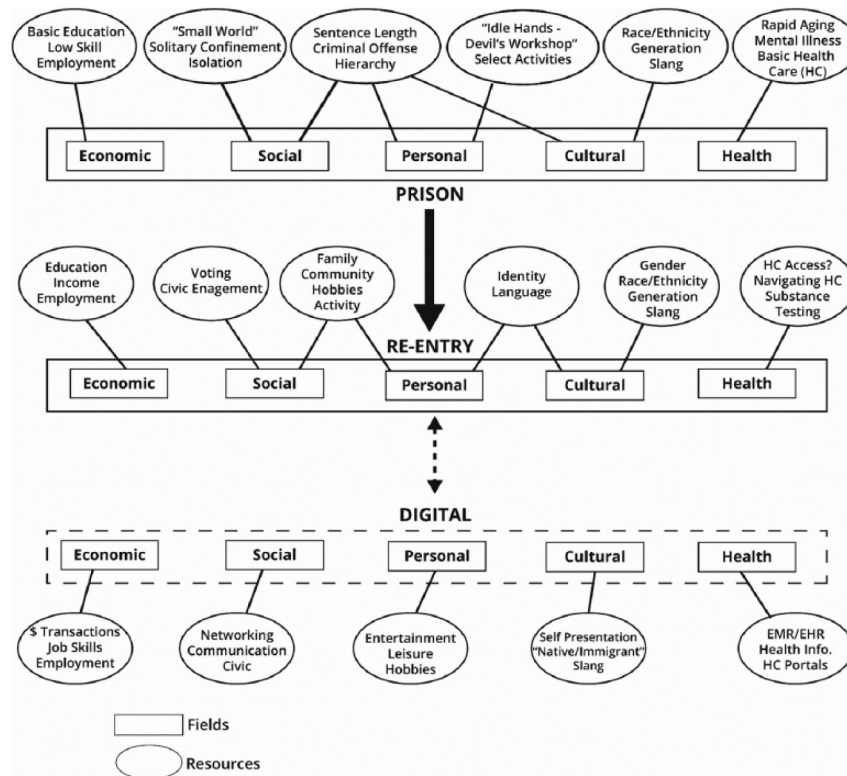 Basic Education
Low Skill
Employment
“Small World”
Solitary Confinement
Isolation
Sentence Length
Criminal Offense
Hierarchy
“Idle Hands -
Devil’s Workshop”
Select Activities
Race/Ethnicity
Generation
Slang
Rapid Aging
Mental Illness
Basic Health
Care (HC)
Economic
Social
Personal
Cultural
Health
PRISON
Education
Income
Employment
Voting
Civic Enagement
Family
Community
Hobbies
Activity
Identity
Language
Gender
Race/Ethnicity
Generation
Slang
HC Access?
Navigating HC
Substance
Testing
RE-ENTRY
Economic
Social
Personal
Cultural
Health
DIGITAL
Economic
Social
Personal
Cultural
Health
$ Transactions
Job Skills
Employment
Networking
Communication
Civic
Entertainment
Leisure
Hobbies
Self Presentation
“Native/Immigrant”
Slang
EMR/EHR
Health Info.
HC Portals
Fields
Resources